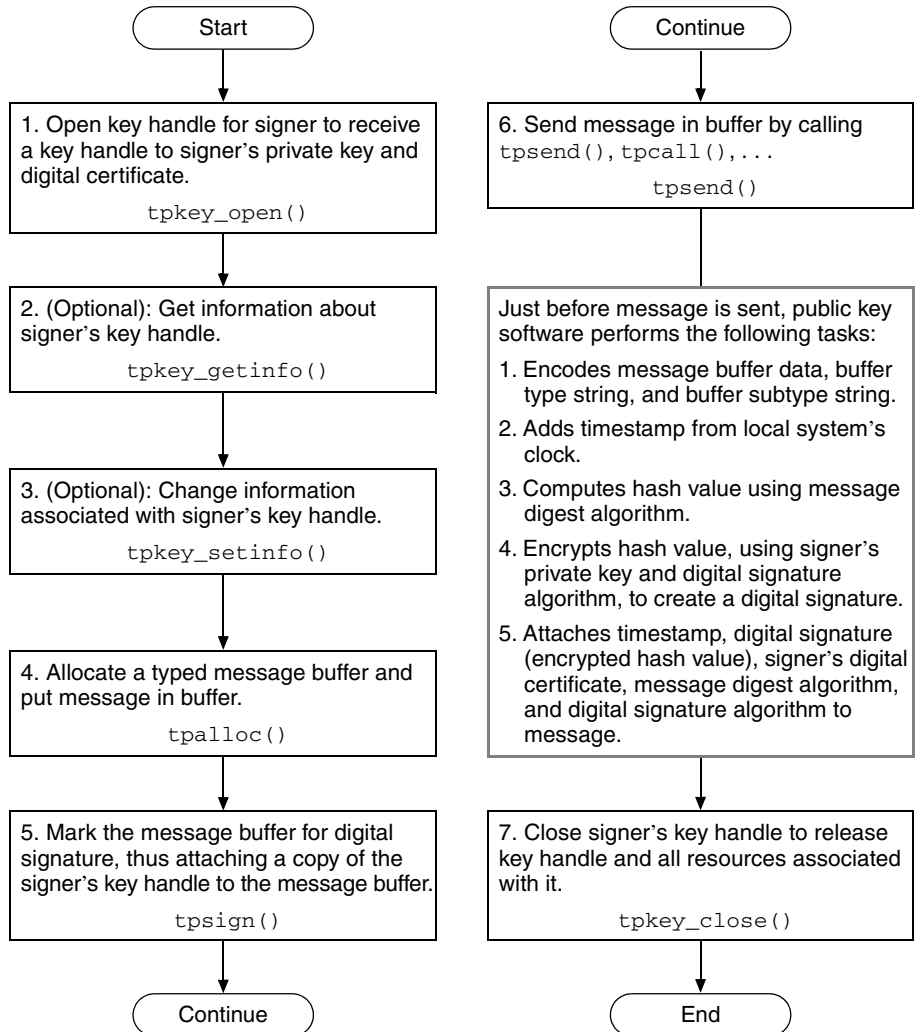 Start
1. Open key handle for signer to receive
a key handle to signer’s private key and
digital certificate.
tpkey_open()
2. (Optional): Get information about
signer’s key handle.
tpkey_getinfo()
3. (Optional): Change information
associated with signer’s key handle.
tpkey_setinfo()
4. Allocate a typed message buffer and
put message in buffer.
tpalloc()
5. Mark the message buffer for digital
signature, thus attaching a copy of the
signer’s key handle to the message buffer.
tpsign()
Continue
Continue
6. Send message in buffer by calling
tpsend(), tpcall(),...
tpsend()
Just before message is sent, public key
software performs the following tasks:
1. Encodes message buffer data, buffer
type string, and buffer subtype string.
2. Adds timestamp from local system’s
clock.
3. Computes hash value using message
digest algorithm.
4. Encrypts hash value, using signer’s
private key and digital signature
algorithm, to create a digital signature.
5. Attaches timestamp, digital signature
(encrypted hash value), signer’s digital
certificate, message digest algorithm,
and digital signature algorithm to
message.
7. Close signer’s key handle to release
key handle and all resources associated
with it.
tpkey_close()
End